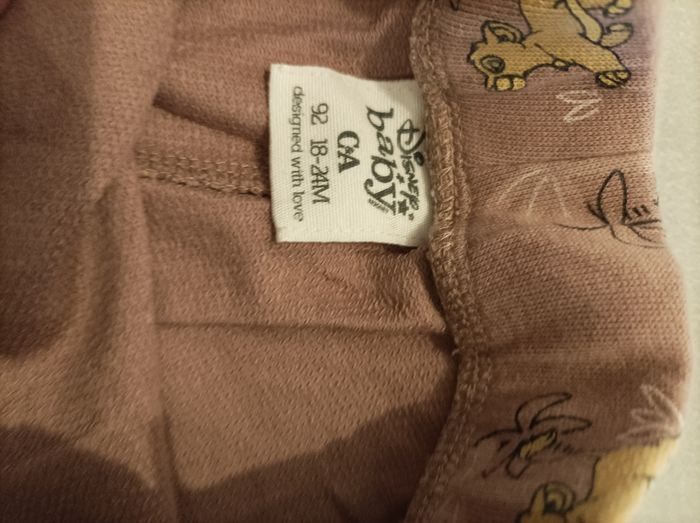 Disney
baby
C&A
92 18-24M
designed with love